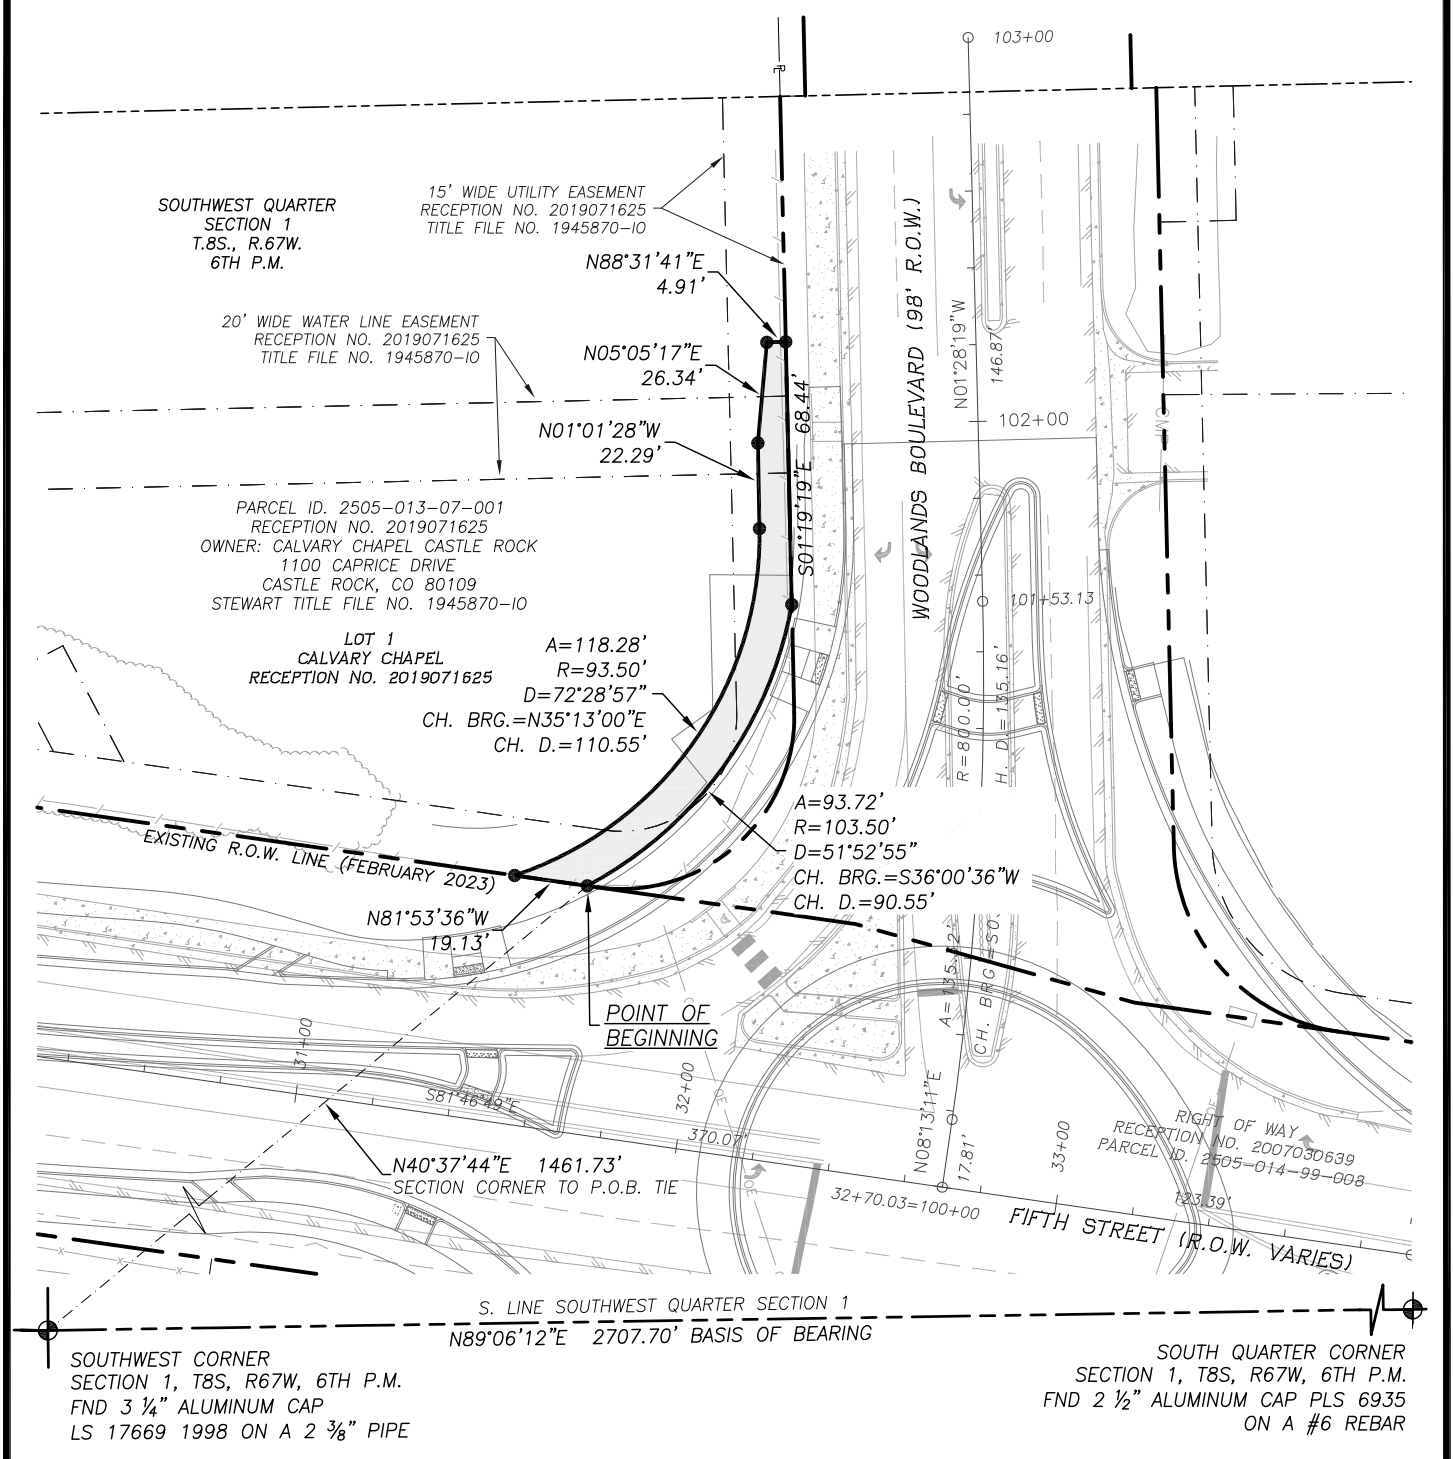 103+00
SOUTHWEST QUARTER
SECTION 1
T.8S., R.67W.
6TH P.M.
15' WIDE UTILITY EASEMENT
RECEPTION NO. 2019071625
TITLE FILE NO. 1945870-IO
N88°31'41"E
4.91'
20' WIDE WATER LINE EASEMENT
RECEPTION NO. 2019071625
TITLE FILE NO. 1945870-IO
N05°05'17"E
26.34'
N01°01'28"W
22.29'
S01°19'19"E 68.44'
WOODLANDS BOULEVARD (98' R.O.W.)
N01°28'19"W
146.87'
102+00
101+53.13
PARCEL ID. 2505-013-07-001
RECEPTION NO. 2019071625
OWNER: CALVARY CHAPEL CASTLE ROCK
1100 CAPRICE DRIVE
CASTLE ROCK, CO 80109
STEWART TITLE FILE NO. 1945870-IO
LOT 1
CALVARY CHAPEL
RECEPTION NO. 2019071625
A=118.28'
R=93.50'
D=72°28'57"
CH. BRG.=N35°13'00"E
CH. D.=110.55'
R=800.00'
H. D.=135.16'
A=93.72'
R=103.50'
D=51°52'55"
CH. BRG.=S36°00'36"W
CH. D.=90.55'
EXISTING R.O.W. LINE (FEBRUARY 2023)
N81°53'36"W
19.13'
CH. BRG=S0
POINT OF
BEGINNING
31+00
32+00
33+00
S81°46'49"E
370.07'
N08°13'11"E
17.81'
32+70.03=100+00
123.39'
RIGHT OF WAY
RECEPTION NO. 2007030639
PARCEL ID. 2505-014-99-008
N40°37'44"E 1461.73'
SECTION CORNER TO P.O.B. TIE
FIFTH STREET (R.O.W. VARIES)
S. LINE SOUTHWEST QUARTER SECTION 1
N89°06'12"E 2707.70' BASIS OF BEARING
SOUTHWEST CORNER
SECTION 1, T8S, R67W, 6TH P.M.
FND 3 ¼" ALUMINUM CAP
LS 17669 1998 ON A 2 ⅜" PIPE
SOUTH QUARTER CORNER
SECTION 1, T8S, R67W, 6TH P.M.
FND 2 ½" ALUMINUM CAP PLS 6935
ON A #6 REBAR